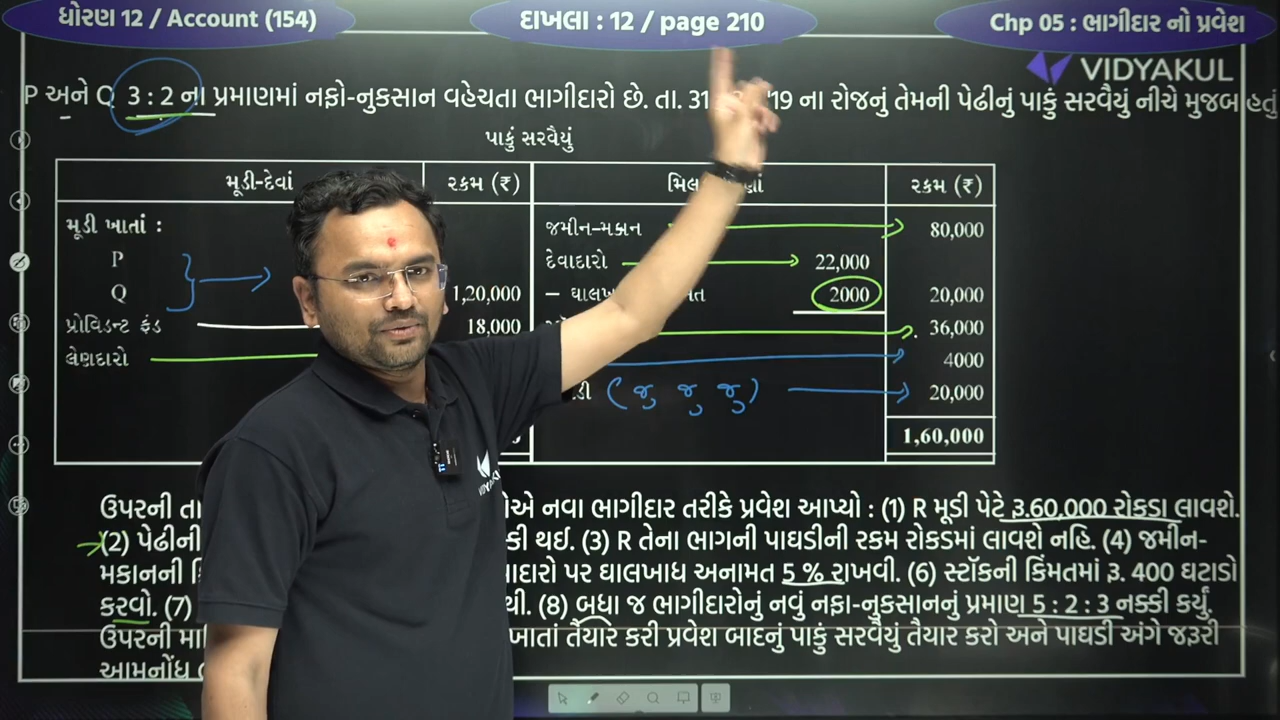 ધોરણ 12 / Account (154)
દાખલા : 12 / page 210
Chp 05 : ભાગીદાર નો પ્રવેશ
VIDYAKUL
P અને Q 3 : 2 ના પ્રમાણમાં નફો-નુકસાન વહેચતા ભાગીદારો છે. તા. 31 19 ના રોજનું તેમની પેઢીનું પાકું સરવૈયું નીચે મુજબ હતું
પાકું સરવૈયું
મૂડી-દેવાં રકમ (₹) રકમ (₹)
મૂડી ખાતાં : જમીન-મકાન 80,000
P દેવાદારો 22,000
Q 1,20,000 2000 20,000
પ્રોવિડન્ટ ફંડ 18,000 36,000
લેણદારો 4000
( જુ જુ જુ ) 20,000
1,60,000
ઉપરની તા નવા ભાગીદાર તરીકે પ્રવેશ આપ્યો : (1) R મૂડી પેટે રૂ.60,000 રોકડા લાવશે.
(2) પેઢીની કી થઈ. (3) R તેના ભાગની પાઘડીની રકમ રોકડમાં લાવશે નહિ. (4) જમીન-
મકાનની ઘાલખાધ અનામત 5 % રાખવી. (6) સ્ટૉકની કિંમતમાં રૂ. 400 ઘટાડો
કરવો. (7) (8) બધા જ ભાગીદારોનું નવું નફા-નુકસાનનું પ્રમાણ 5 : 2 : 3 નક્કી કર્યું.
ઉપરની ખાતાં તૈયાર કરી પ્રવેશ બાદનું પાકું સરવૈયું તૈયાર કરો અને પાઘડી અંગે જરૂરી
આમનોંધ